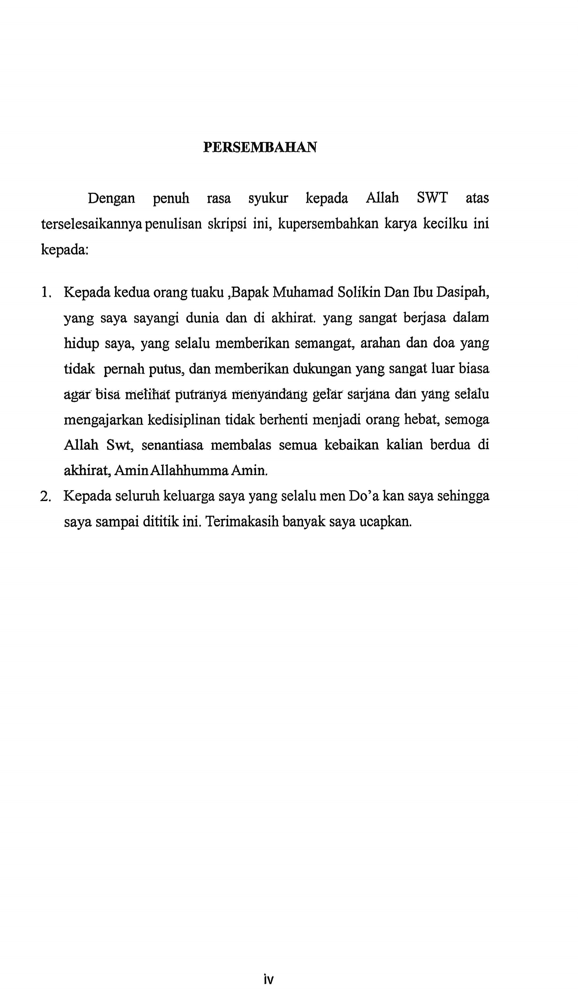 PERSEMBAHAN
Dengan penuh rasa syukur kepada Allah SWT atas
terselesaikannya penulisan skripsi ini, kupersembahkan karya kecilku ini
kepada:
1. Kepada kedua orang tuaku ,Bapak Muhamad Solikin Dan Ibu Dasipah,
yang saya sayangi dunia dan di akhirat. yang sangat berjasa dalam
hidup saya, yang selalu memberikan semangat, arahan dan doa yang
tidak pernah putus, dan memberikan dukungan yang sangat luar biasa
agar bisa melihat putranya menyandang gelar sarjana dan yang selalu
mengajarkan kedisiplinan tidak berhenti menjadi orang hebat, semoga
Allah Swt, senantiasa membalas semua kebaikan kalian berdua di
akhirat, Amin Allahhumma Amin.
2. Kepada seluruh keluarga saya yang selalu men Do’a kan saya sehingga
saya sampai dititik ini. Terimakasih banyak saya ucapkan.
iv